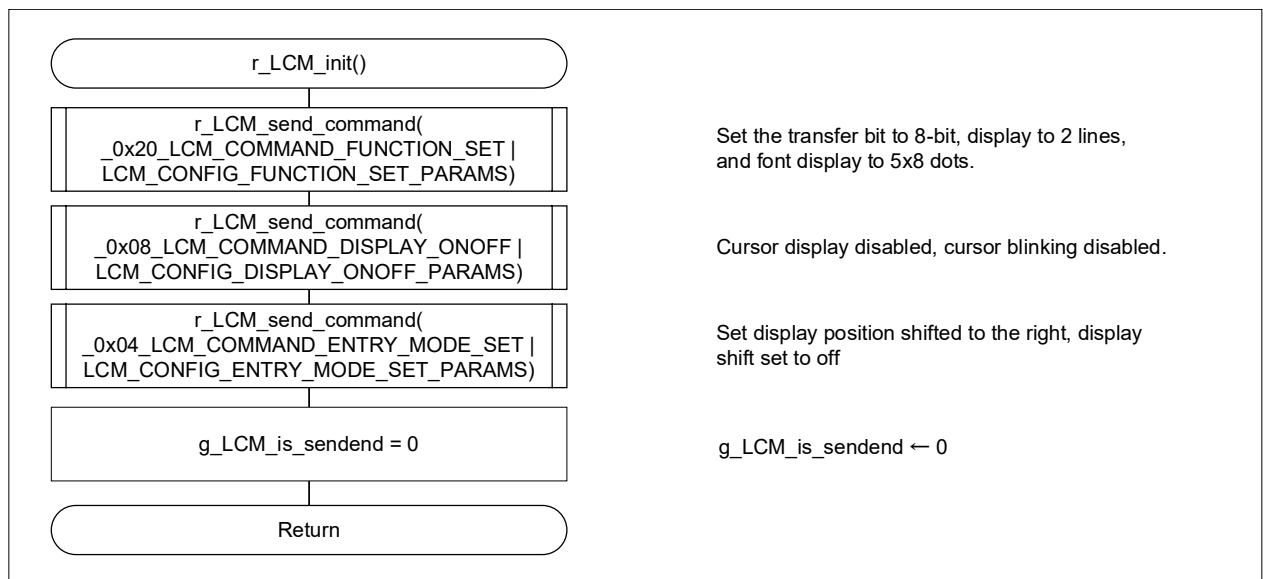 r_LCM_init()
r_LCM_send_command(
_0x20_LCM_COMMAND_FUNCTION_SET |
LCM_CONFIG_FUNCTION_SET_PARAMS)
Set the transfer bit to 8-bit, display to 2 lines,
and font display to 5x8 dots.
r_LCM_send_command(
_0x08_LCM_COMMAND_DISPLAY_ONOFF |
LCM_CONFIG_DISPLAY_ONOFF_PARAMS)
Cursor display disabled, cursor blinking disabled.
r_LCM_send_command(
_0x04_LCM_COMMAND_ENTRY_MODE_SET |
LCM_CONFIG_ENTRY_MODE_SET_PARAMS)
Set display position shifted to the right, display
shift set to off
g_LCM_is_sendend = 0
g_LCM_is_sendend ← 0
Return